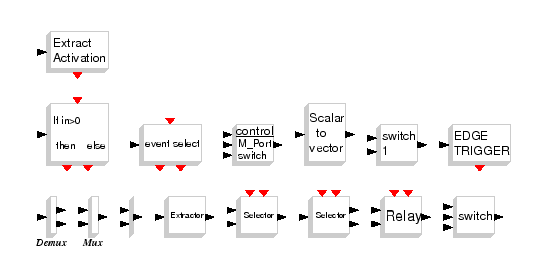 Extract
Activation
If in>0
then else
event select
control
M_Port
switch
Scalar
to
vector
switch
1
EDGE
TRIGGER
Extractor
Selector
Selector
Relay
switch
Demux
Mux